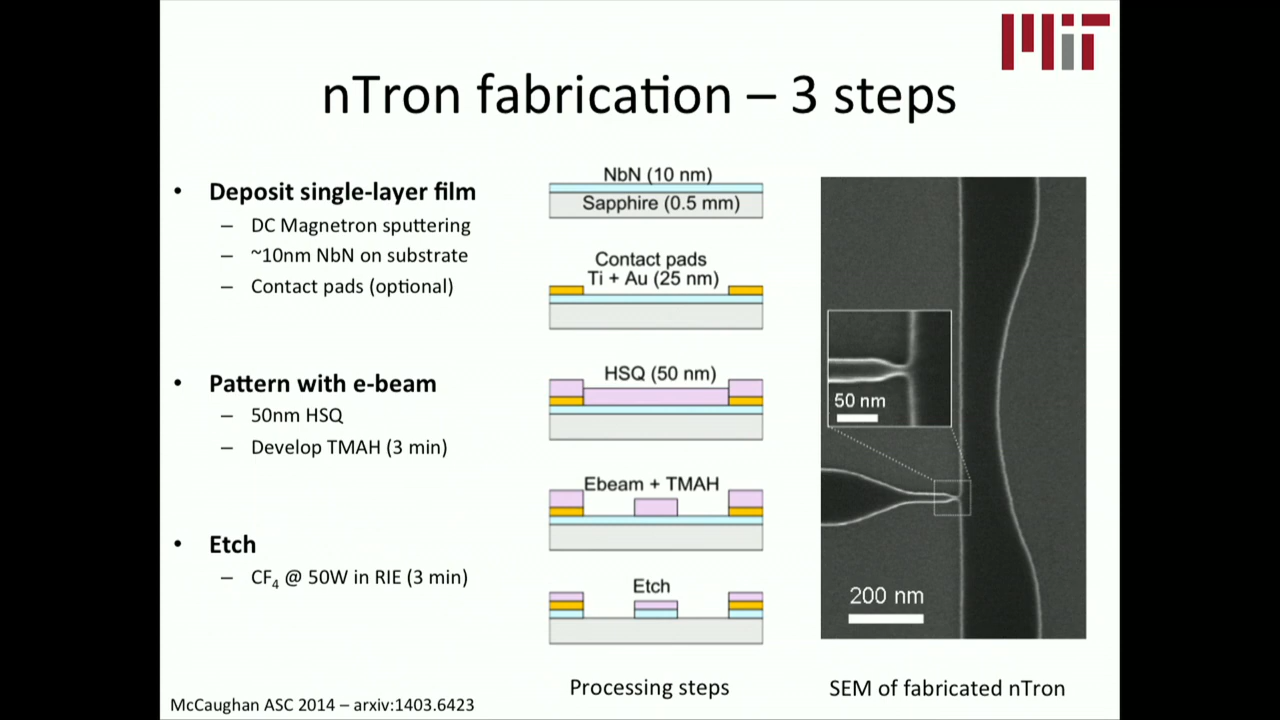 MIT
nTron fabrication – 3 steps
• Deposit single-layer film
– DC Magnetron sputtering
– ~10nm NbN on substrate
– Contact pads (optional)
• Pattern with e-beam
– 50nm HSQ
– Develop TMAH (3 min)
• Etch
– CF₄ @ 50W in RIE (3 min)
NbN (10 nm)
Sapphire (0.5 mm)
Contact pads
Ti + Au (25 nm)
HSQ (50 nm)
Ebeam + TMAH
Etch
Processing steps
50 nm
200 nm
SEM of fabricated nTron
McCaughan ASC 2014 – arxiv:1403.6423